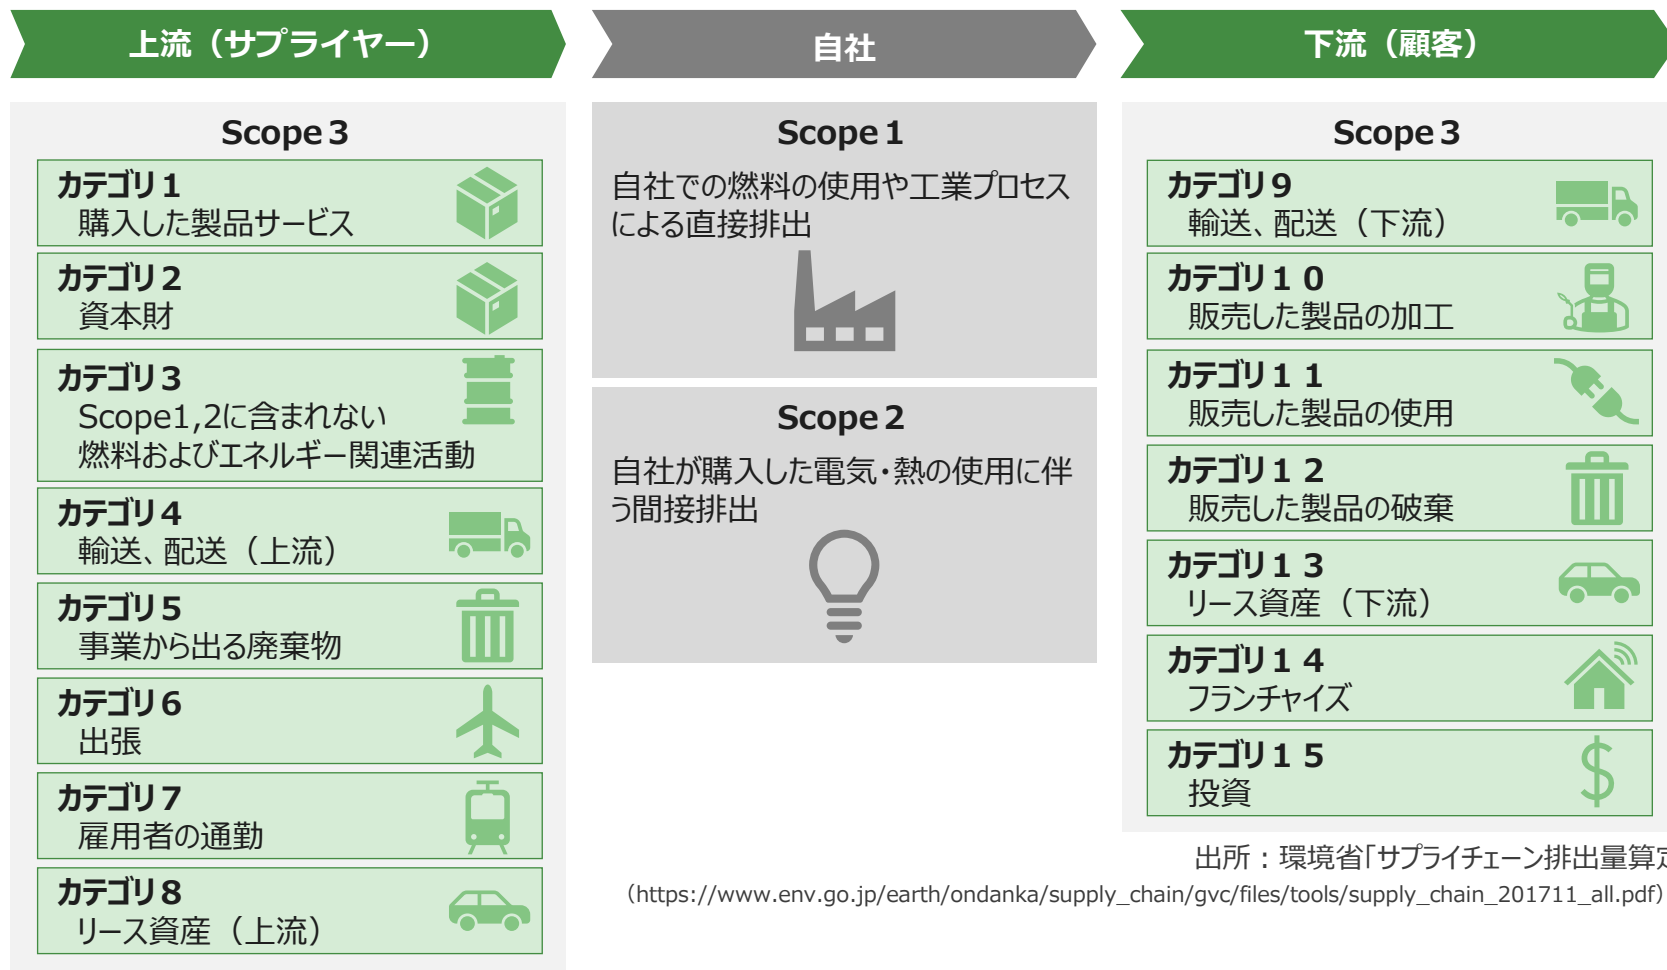 上流（サプライヤー）
Scope３
カテゴリ１
購入した製品サービス
カテゴリ２
資本財
カテゴリ３
Scope1,2に含まれない
燃料およびエネルギー関連活動
カテゴリ４
輸送、配送（上流）
カテゴリ５
事業から出る廃棄物
カテゴリ６
出張
カテゴリ７
雇用者の通勤
カテゴリ８
リース資産（上流）
自社
Scope１
自社での燃料の使用や工業プロセス
による直接排出
Scope２
自社が購入した電気・熱の使用に伴
う間接排出
下流（顧客）
Scope３
カテゴリ９
輸送、配送（下流）
カテゴリ１０
販売した製品の加工
カテゴリ１１
販売した製品の使用
カテゴリ１２
販売した製品の破棄
カテゴリ１３
リース資産（下流）
カテゴリ１４
フランチャイズ
カテゴリ１５
投資
出所：環境省「サプライチェーン排出量算定
（https://www.env.go.jp/earth/ondanka/supply_chain/gvc/files/tools/supply_chain_201711_all.pdf）